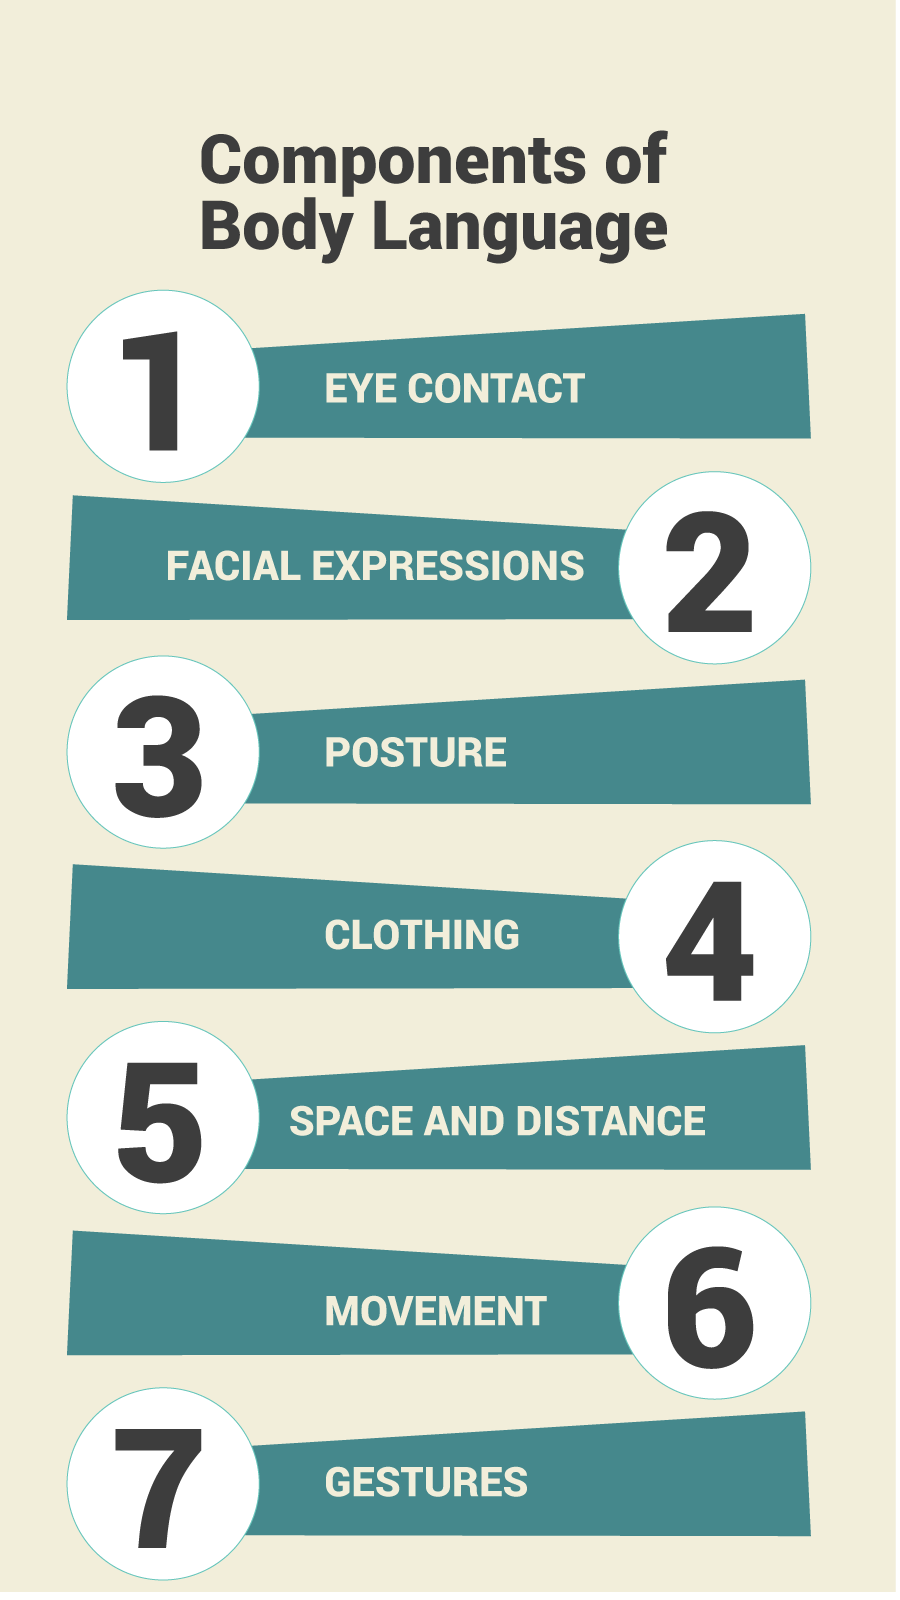 Components of
Body Language
1
EYE CONTACT
FACIAL EXPRESSIONS
2
3
POSTURE
CLOTHING
4
5
SPACE AND DISTANCE
MOVEMENT
6
7
GESTURES